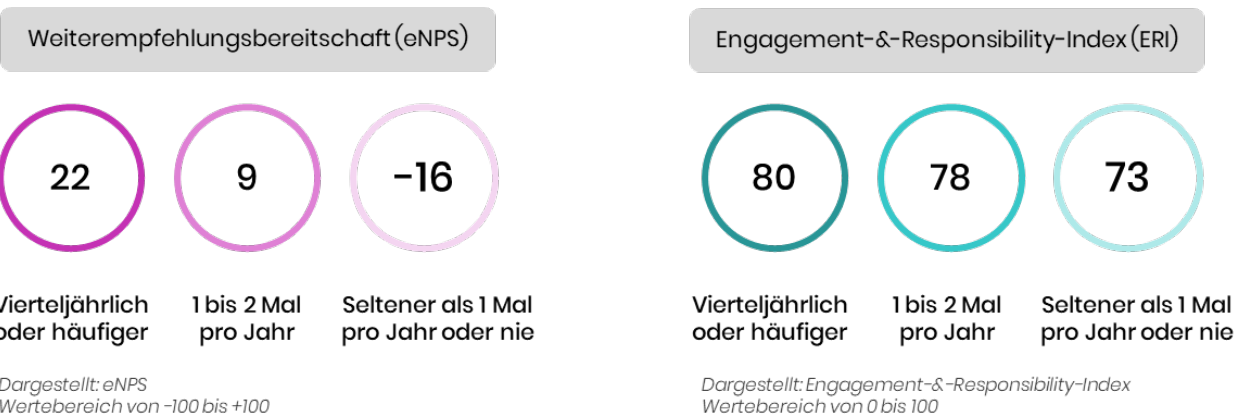 Weiterempfehlungsbereitschaft (eNPS)
22
9
-16
Vierteljährlich
oder häufiger
1 bis 2 Mal
pro Jahr
Seltener als 1 Mal
pro Jahr oder nie
Dargestellt: eNPS
Wertebereich von -100 bis +100
Engagement-&-Responsibility-Index (ERI)
80
78
73
Vierteljährlich
oder häufiger
1 bis 2 Mal
pro Jahr
Seltener als 1 Mal
pro Jahr oder nie
Dargestellt: Engagement-&-Responsibility-Index
Wertebereich von 0 bis 100